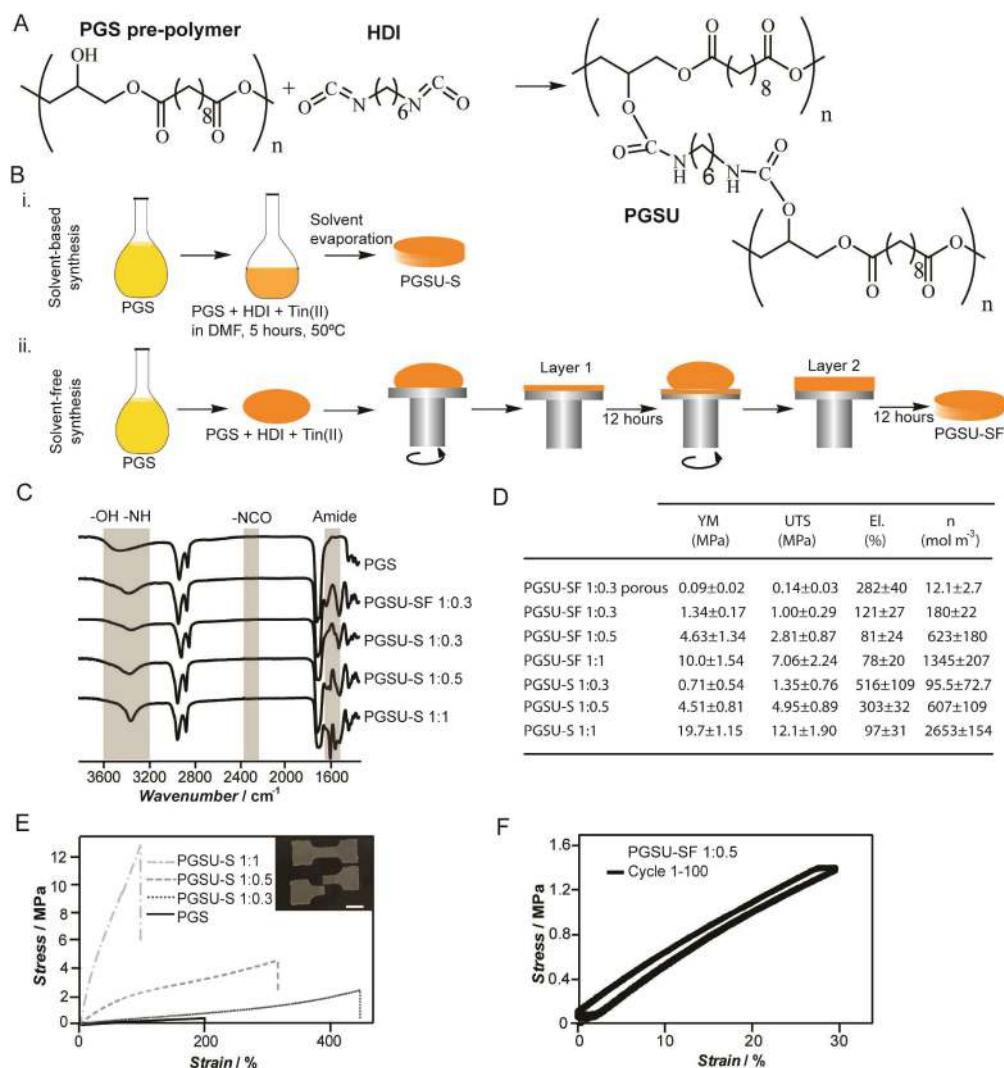 A
PGS pre-polymer
HDI
OH
O
O
O
O
8
n
+
O
C
N
6
N
C
O
O
O
O
O
8
n
O
O
C
N
H
6
N
H
C
O
O
PGSU
O
O
O
O
8
n
B
i.
Solvent-based
synthesis
PGS
PGS + HDI + Tin(II)
in DMF, 5 hours, 50ºC
Solvent
evaporation
PGSU-S
ii.
Solvent-free
synthesis
PGS
PGS + HDI + Tin(II)
Layer 1
12 hours
Layer 2
12 hours
PGSU-SF
C
-OH -NH
-NCO
Amide
PGS
PGSU-SF 1:0.3
PGSU-S 1:0.3
PGSU-S 1:0.5
PGSU-S 1:1
3600 3200 2400 2000 1600
Wavenumber / cm-1
D
YM UTS El. n
(MPa) (MPa) (%) (mol m-3)
PGSU-SF 1:0.3 porous 0.09±0.02 0.14±0.03 282±40 12.1±2.7
PGSU-SF 1:0.3 1.34±0.17 1.00±0.29 121±27 180±22
PGSU-SF 1:0.5 4.63±1.34 2.81±0.87 81±24 623±180
PGSU-SF 1:1 10.0±1.54 7.06±2.24 78±20 1345±207
PGSU-S 1:0.3 0.71±0.54 1.35±0.76 516±109 95.5±72.7
PGSU-S 1:0.5 4.51±0.81 4.95±0.89 303±32 607±109
PGSU-S 1:1 19.7±1.15 12.1±1.90 97±31 2653±154
E
Stress / MPa
12
10
8
6
4
2
0
PGSU-S 1:1
PGSU-S 1:0.5
PGSU-S 1:0.3
PGS
0 200 400
Strain / %
F
Stress / MPa
1.6
1.2
0.8
0.4
0
PGSU-SF 1:0.5
Cycle 1-100
0 10 20 30
Strain / %